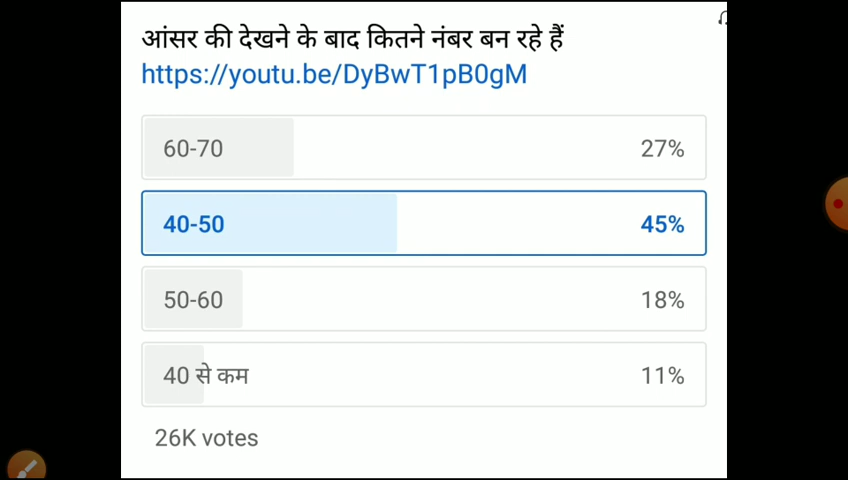 आंसर की देखने के बाद कितने नंबर बन रहे हैं
https://youtu.be/DyBwT1pB0gM
60-70 27%
40-50 45%
50-60 18%
40 से कम 11%
26K votes